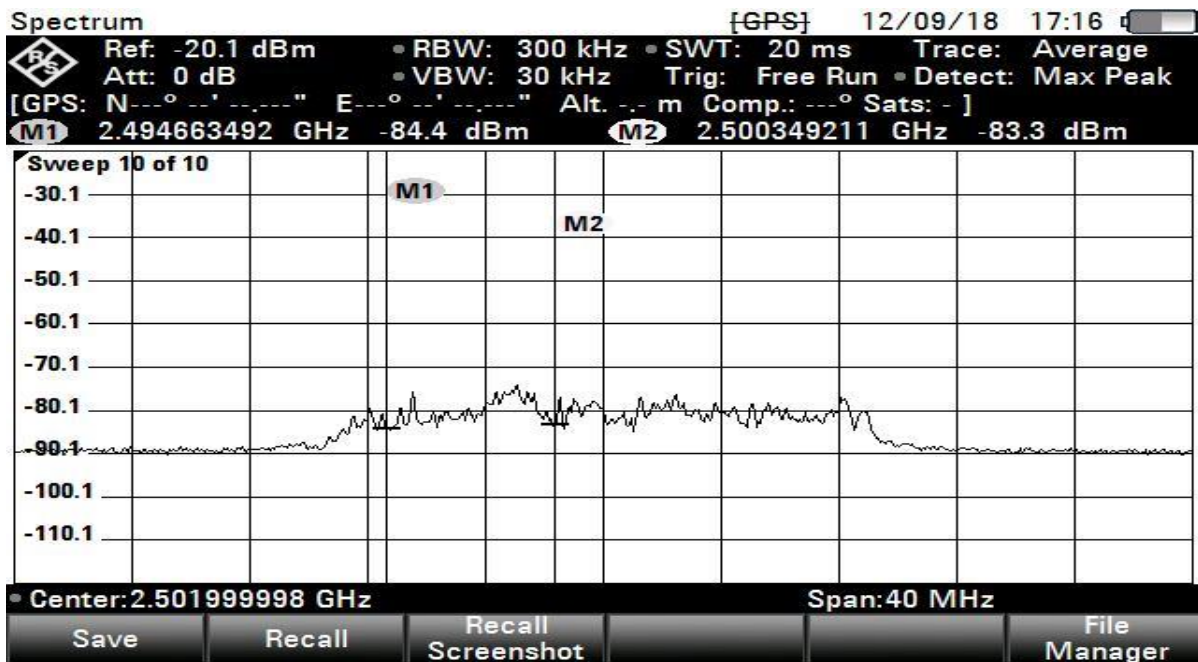 Spectrum [GPS] 12/09/18 17:16
R&S Ref: -20.1 dBm RBW: 300 kHz SWT: 20 ms Trace: Average
Att: 0 dB VBW: 30 kHz Trig: Free Run Detect: Max Peak
[GPS: N---° --' --.---" E---° --' --.---" Alt. -.- m Comp.: ---° Sats: - ]
M1 2.494663492 GHz -84.4 dBm M2 2.500349211 GHz -83.3 dBm
Sweep 10 of 10
-30.1
M1
M2
-40.1
-50.1
-60.1
-70.1
-80.1
-90.1
-100.1
-110.1
Center:2.501999998 GHz Span:40 MHz
Save Recall Recall Screenshot File Manager